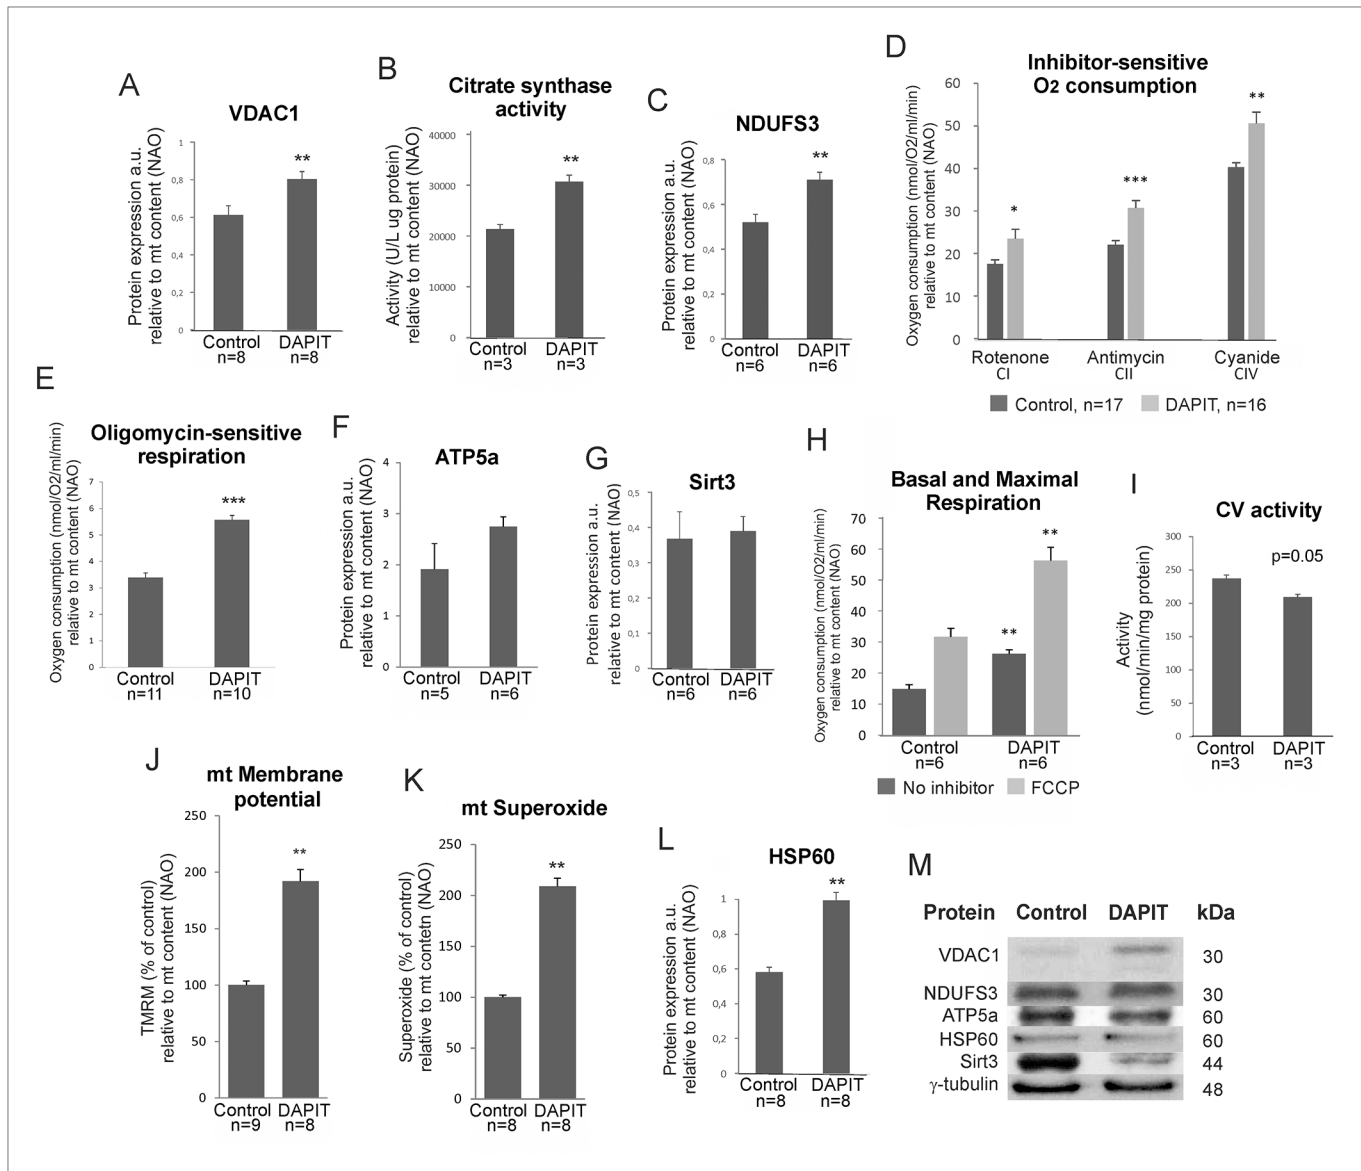 A
VDAC1
Protein expression a.u.
relative to mt content (NAO)
1
0,8
0,6
0,4
0,2
0
**
Control
n=8
DAPIT
n=8
B
Citrate synthase
activity
Activity (U/L ug protein)
relative to mt content (NAO)
40000
30000
20000
10000
0
**
Control
n=3
DAPIT
n=3
C
NDUFS3
Protein expression a.u.
relative to mt content (NAO)
0,8
0,6
0,4
0,2
0
**
Control
n=6
DAPIT
n=6
D
Inhibitor-sensitive
O2 consumption
Oxygen consumption (nmol/O2/ml/min)
relative to mt content (NAO)
60
50
40
30
20
10
0
*
***
**
Rotenone
CI
Antimycin
CII
Cyanide
CIV
Control, n=17
DAPIT, n=16
E
Oligomycin-sensitive
respiration
Oxygen consumption (nmol/O2/ml/min)
relative to mt content (NAO)
7
6
5
4
3
2
1
0
***
Control
n=11
DAPIT
n=10
F
ATP5a
Protein expression a.u.
relative to mt content (NAO)
4
3
2
1
0
Control
n=5
DAPIT
n=6
G
Sirt3
Protein expression a.u.
relative to mt content (NAO)
0,5
0,4
0,3
0,2
0,1
0
Control
n=6
DAPIT
n=6
H
Basal and Maximal
Respiration
Oxygen consumption (nmol/O2/ml/min)
relative to mt content (NAO)
70
60
50
40
30
20
10
0
**
**
Control
n=6
DAPIT
n=6
No inhibitor
FCCP
I
CV activity
Activity
(nmol/min/mg protein)
300
250
200
150
100
50
0
p=0.05
Control
n=3
DAPIT
n=3
J
mt Membrane
potential
TMRM (% of control)
relative to mt content (NAO)
250
200
150
100
50
0
**
Control
n=9
DAPIT
n=8
K
mt Superoxide
Superoxide (% of control)
relative to mt contetn (NAO)
250
200
150
100
50
0
**
Control
n=8
DAPIT
n=8
L
HSP60
Protein expression a.u.
relative to mt content (NAO)
1
0,8
0,6
0,4
0,2
0
**
Control
n=8
DAPIT
n=8
M
Protein Control DAPIT kDa
VDAC1 30
NDUFS3 30
ATP5a 60
HSP60 60
Sirt3 44
γ-tubulin 48